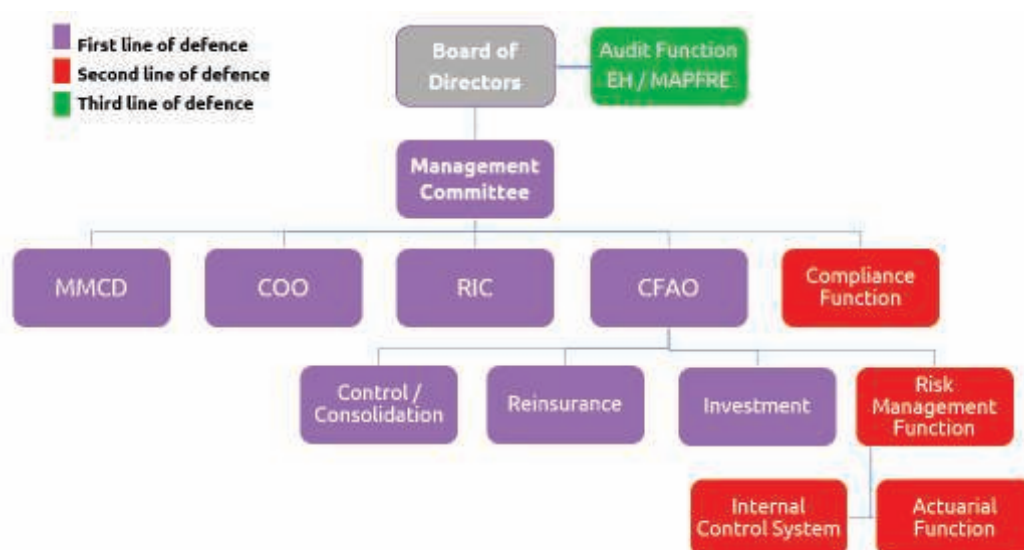 First line of defence
Second line of defence
Third line of defence
Board of
Directors
Audit Function
EH / MAPFRE
Management
Committee
MMCD
COO
RIC
CFAO
Compliance
Function
Control /
Consolidation
Reinsurance
Investment
Risk
Management
Function
Internal
Control System
Actuarial
Function